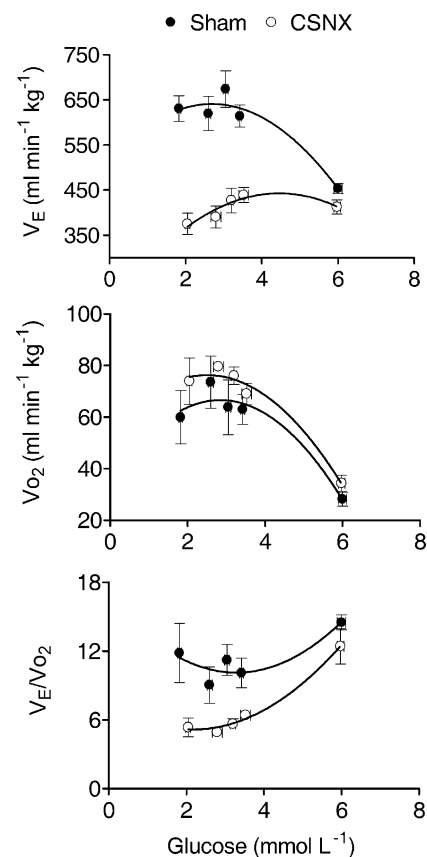 ● Sham ○ CSNX
V_E (ml min⁻¹ kg⁻¹)
750
650
550
450
350
0 2 4 6 8
Vo₂ (ml min⁻¹ kg⁻¹)
100
80
60
40
20
0 2 4 6 8
V_E/Vo₂
18
12
6
0
0 2 4 6 8
Glucose (mmol L⁻¹)